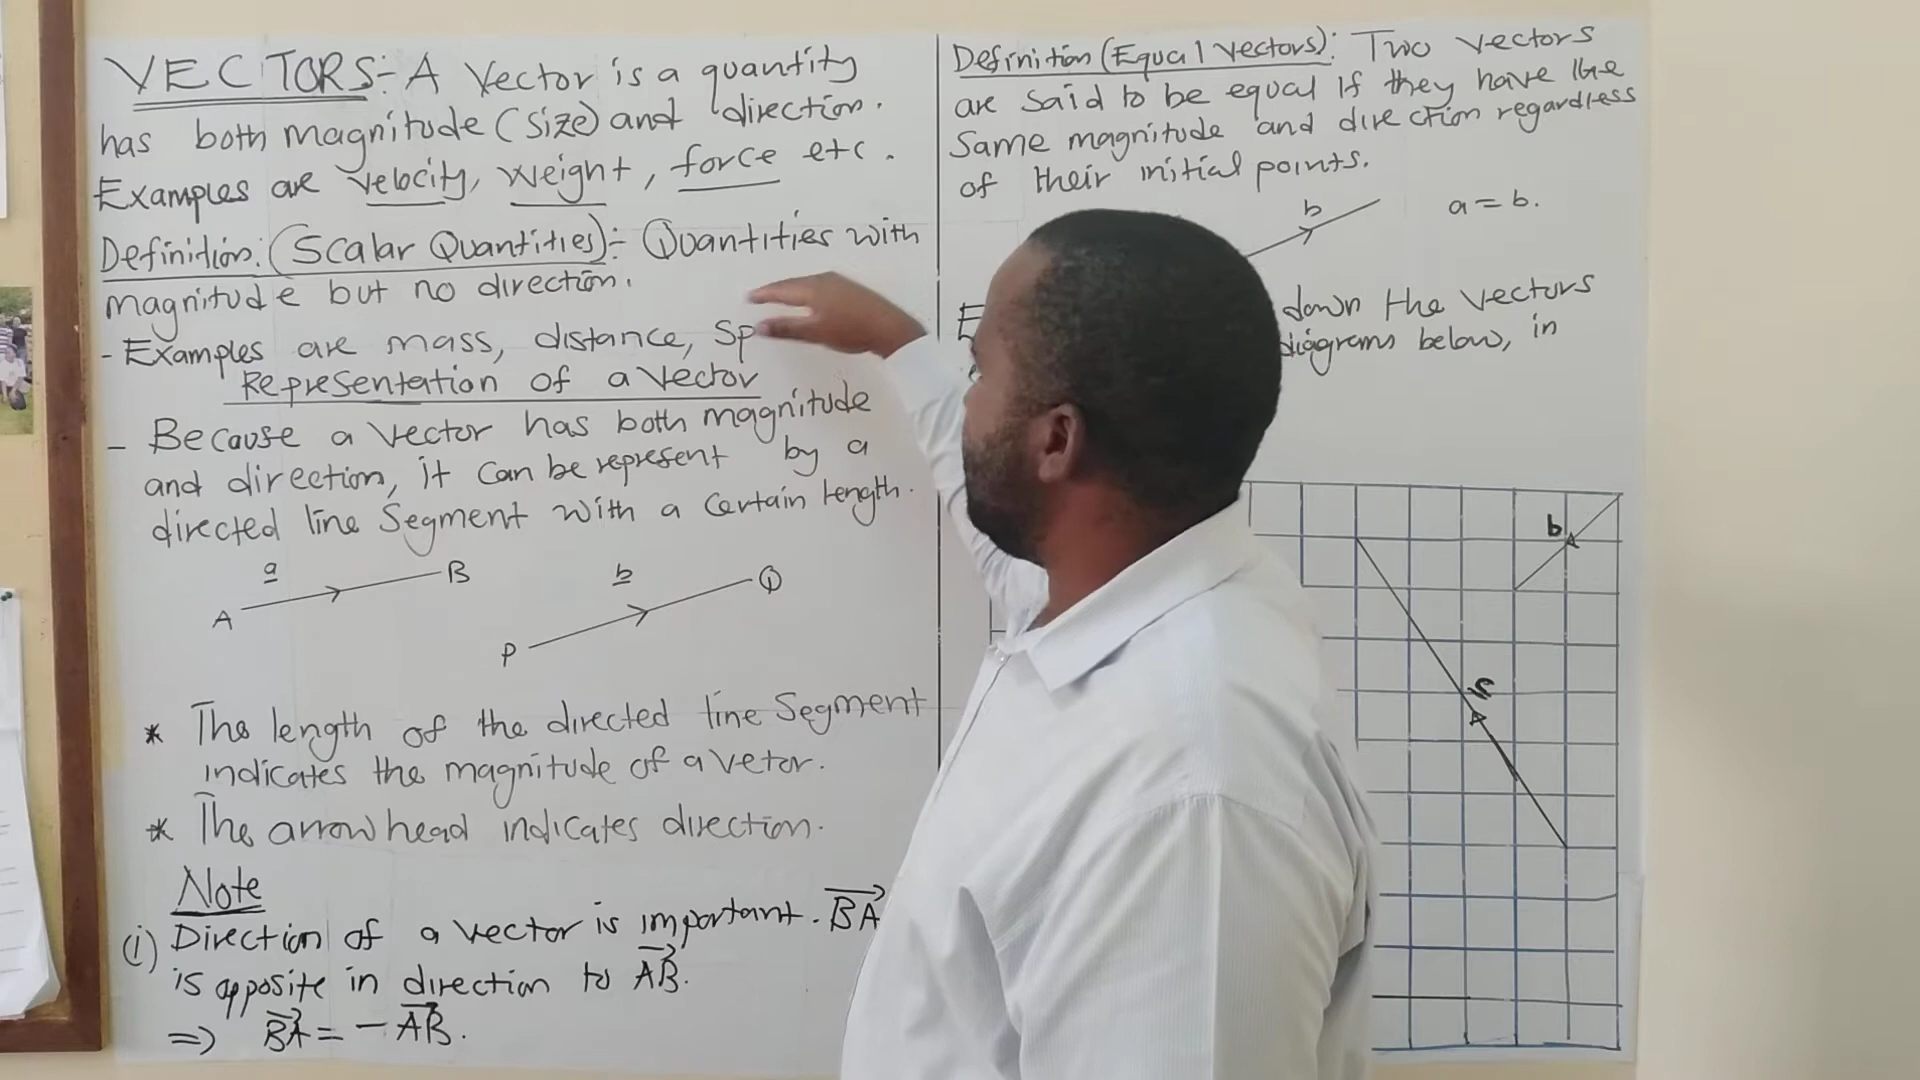 VECTORS:- A Vector is a quantity
has both magnitude (Size) and direction.
Examples are velocity, weight, force etc.
Definition: (Scalar Quantities):- Quantities with
magnitude but no direction.
- Examples are mass, distance, Sp
Representation of a Vector
- Because a Vector has both magnitude
and direction, it can be represent by a
directed line Segment with a certain length.
a
A
B
b
P
Q
* The length of the directed line Segment
indicates the magnitude of a vetor.
* The arrow head indicates direction.
Note
(i) Direction of a vector is important. BA
is opposite in direction to AB.
=> BA = - AB.
Definition (Equal Vectors): Two vectors
are said to be equal if they have the
Same magnitude and direction regardless
of their initial points.
b
a = b.
E down the vectors
diagrams below, in
b